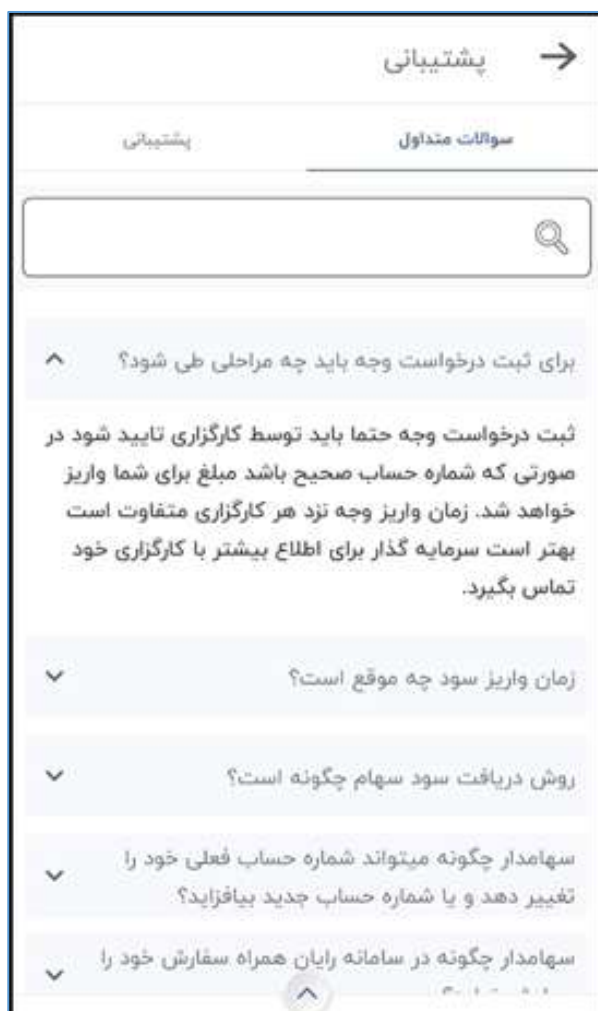 پشتیبانی
سوالات متداول
پشتیبانی
برای ثبت درخواست وجه باید چه مراحلی طی شود؟
ثبت درخواست وجه حتما باید توسط کارگزاری تایید شود در
صورتی که شماره حساب صحیح باشد مبلغ برای شما واریز
خواهد شد. زمان واریز وجه نزد هر کارگزاری متفاوت است
بهتر است سرمایه گذار برای اطلاع بیشتر با کارگزاری خود
تماس بگیرد.
زمان واریز سود چه موقع است؟
روش دریافت سود سهام چگونه است؟
سهامدار چگونه میتواند شماره حساب فعلی خود را
تغییر دهد و یا شماره حساب جدید بیافزاید؟
سهامدار چگونه در سامانه رایان همراه سفارش خود را